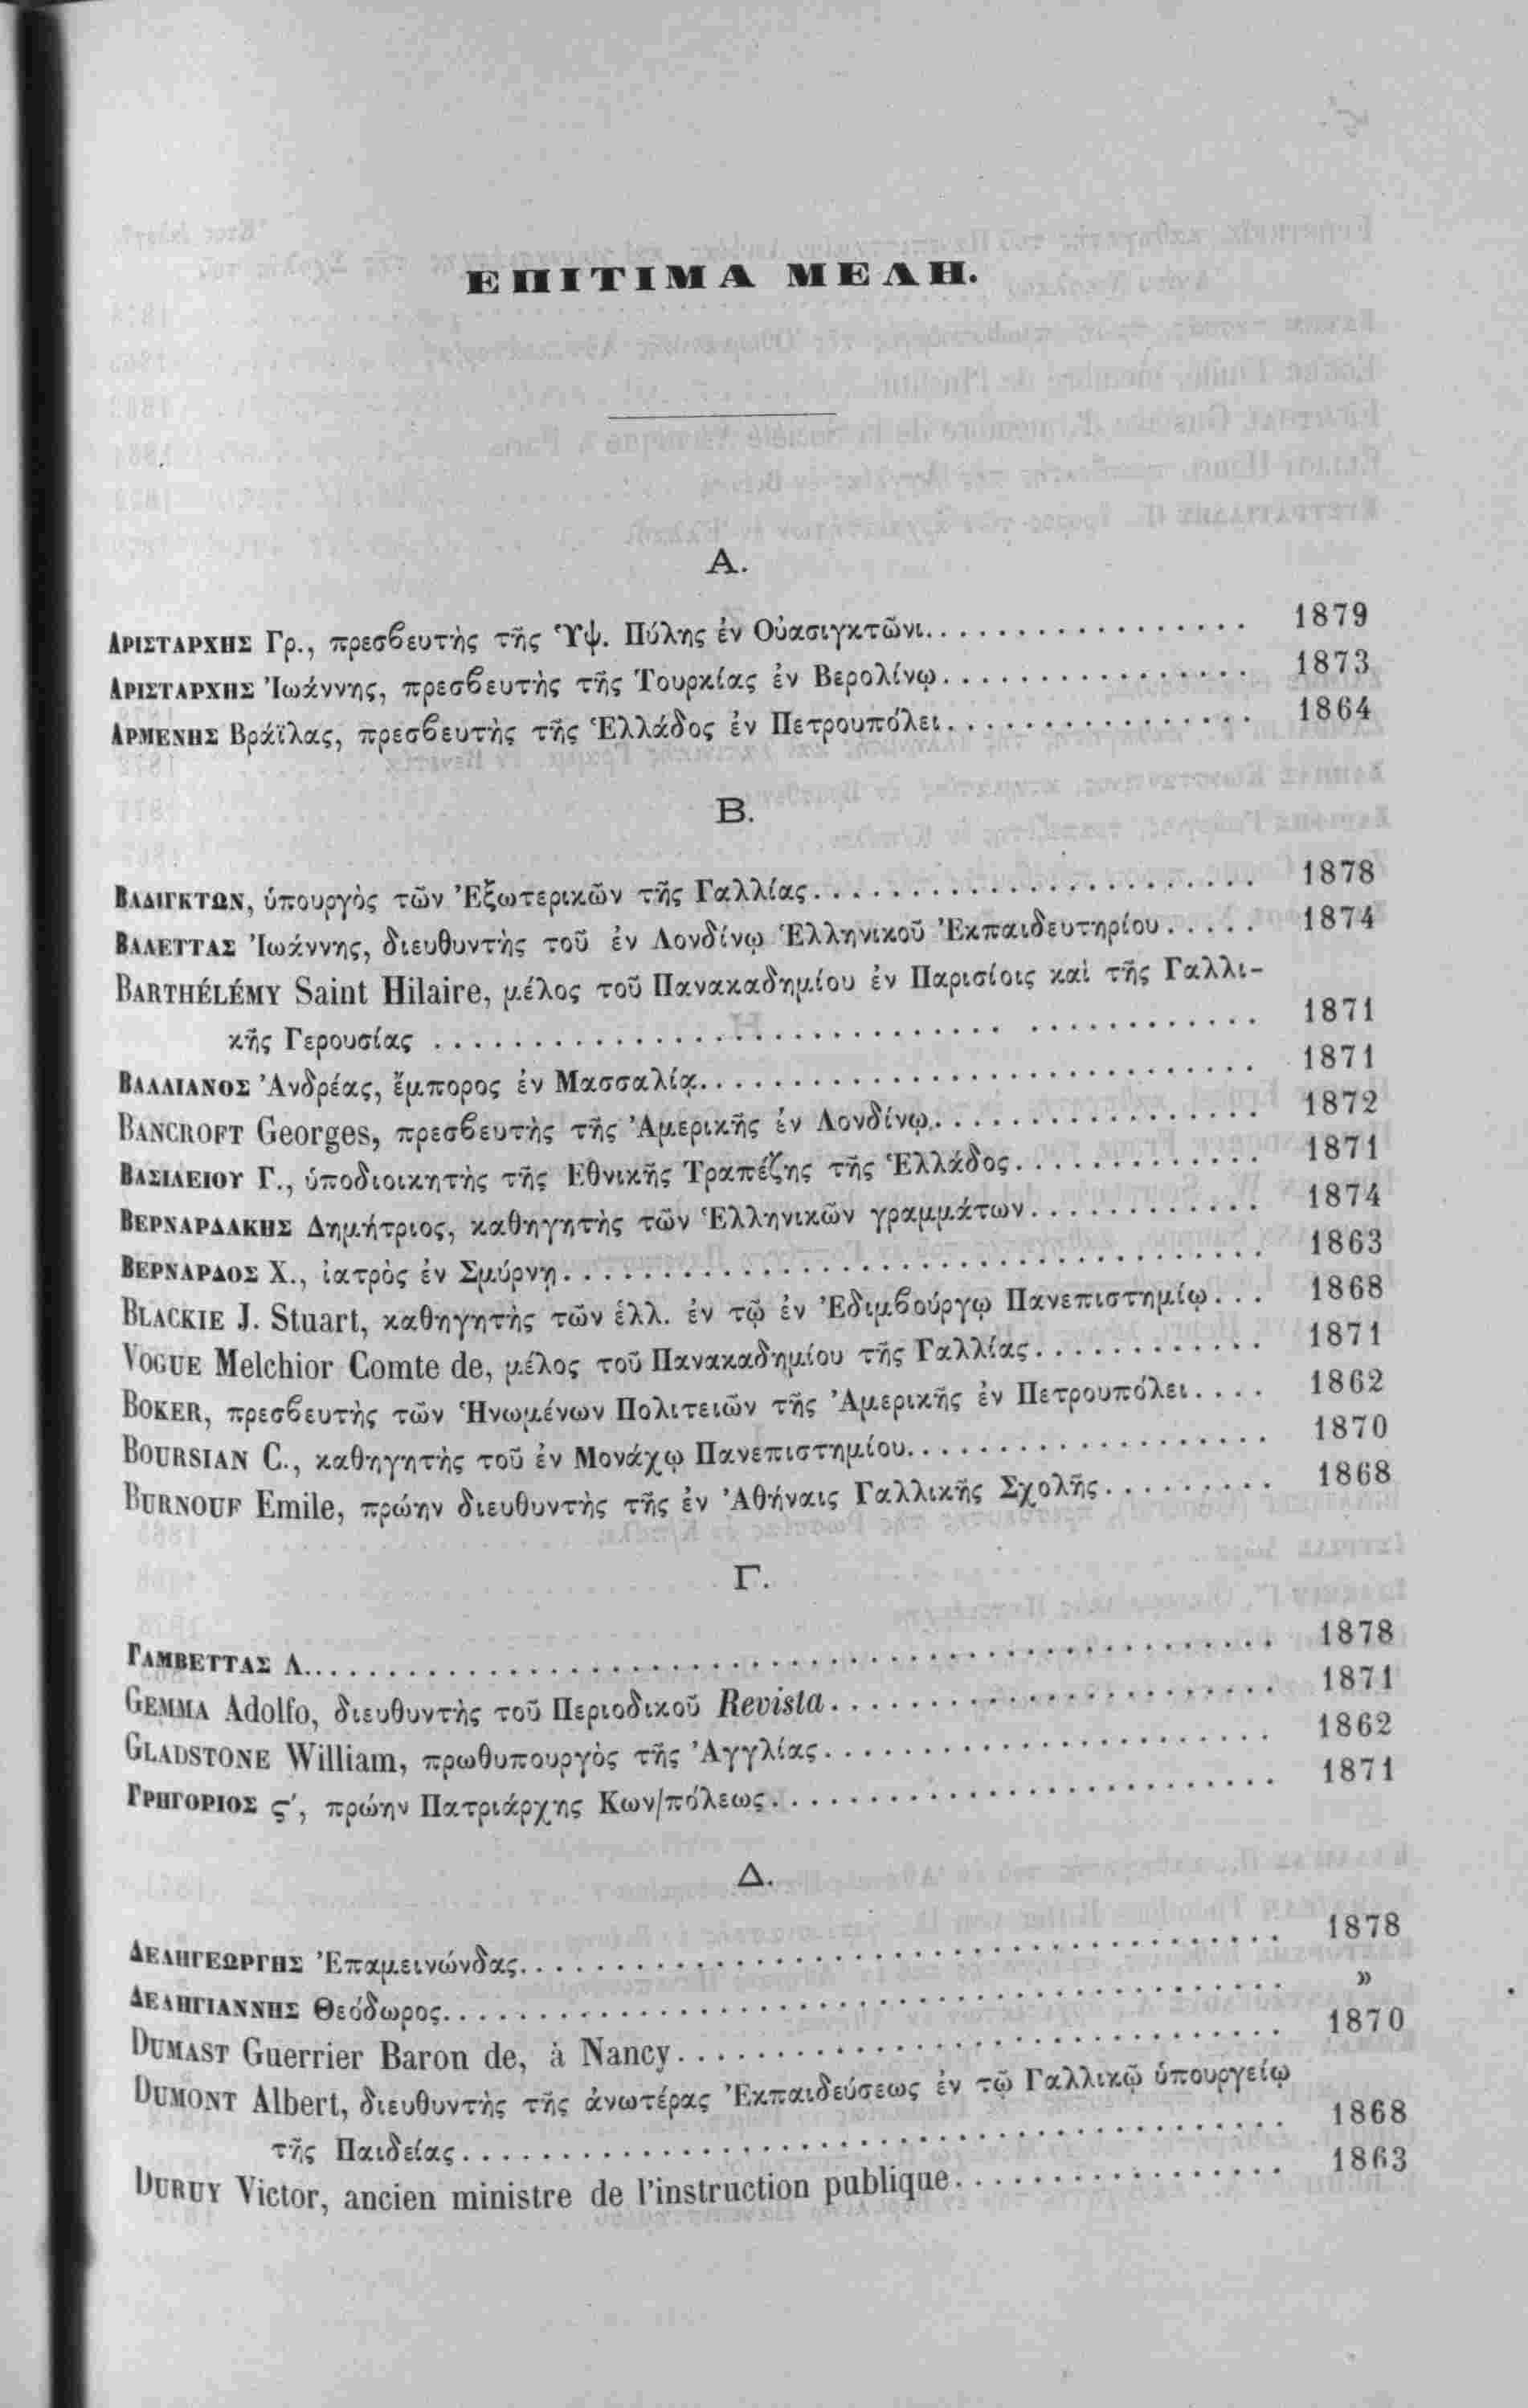 ΕΠΙΤΙΜΑ ΜΕΛΗ.
Α.
ΑΡΙΣΤΑΡΧΗΣ Γρ., πρεσβευτὴς τῆς Ὑψ. Πύλης ἐν Οὐασιγκτῶνι. . . . . . . . . . . . . . . . . 1879
ΑΡΙΣΤΑΡΧΗΣ Ἰωάννης, πρεσβευτὴς τῆς Τουρκίας ἐν Βερολίνῳ. . . . . . . . . . . . . . . . 1873
ΑΡΜΕΝΗΣ Βράϊλας, πρεσβευτὴς τῆς Ἑλλάδος ἐν Πετρουπόλει. . . . . . . . . . . . . . . . 1864
Β.
ΒΑΔΙΓΚΤΩΝ, ὑπουργὸς τῶν Ἐξωτερικῶν τῆς Γαλλίας. . . . . . . . . . . . . . . . . . . . . . . 1878
ΒΑΛΕΤΤΑΣ Ἰωάννης, διευθυντὴς τοῦ ἐν Λονδίνῳ Ἑλληνικοῦ Ἐκπαιδευτηρίου . . . . . 1874
BARTHÉLÉMY Saint Hilaire, μέλος τοῦ Πανακαδημίου ἐν Παρισίοις καὶ τῆς Γαλλι-
κῆς Γερουσίας . . . . . . . . . . . . . . . . . . . . . . . . . . . . . . . . . . . . . . . . . 1871
ΒΑΛΛΙΑΝΟΣ Ἀνδρέας, ἔμπορος ἐν Μασσαλίᾳ. . . . . . . . . . . . . . . . . . . . . . . . . . . . 1871
BANCROFT Georges, πρεσβευτὴς τῆς Ἀμερικῆς ἐν Λονδίνῳ. . . . . . . . . . . . . . . . . 1872
ΒΑΣΙΛΕΙΟΥ Γ., ὑποδιοικητὴς τῆς Ἐθνικῆς Τραπέζης τῆς Ἑλλάδος. . . . . . . . . . . . . 1871
ΒΕΡΝΑΡΔΑΚΗΣ Δημήτριος, καθηγητὴς τῶν Ἑλληνικῶν γραμμάτων. . . . . . . . . . . . 1874
ΒΕΡΝΑΡΔΟΣ Χ., ἰατρὸς ἐν Σμύρνῃ. . . . . . . . . . . . . . . . . . . . . . . . . . . . . . . . . . . 1863
BLACKIE J. Stuart, καθηγητὴς τῶν ἑλλ. ἐν τῷ ἐν Ἐδιμβούργῳ Πανεπιστημίῳ. . . 1868
VOGUE Melchior Comte de, μέλος τοῦ Πανακαδημίου τῆς Γαλλίας. . . . . . . . . . . . 1871
BOKER, πρεσβευτὴς τῶν Ἡνωμένων Πολιτειῶν τῆς Ἀμερικῆς ἐν Πετρουπόλει. . . . 1862
BOURSIAN C., καθηγητὴς τοῦ ἐν Μονάχῳ Πανεπιστημίου. . . . . . . . . . . . . . . . . . . 1870
BURNOUF Emile, πρώην διευθυντὴς τῆς ἐν Ἀθήναις Γαλλικῆς Σχολῆς. . . . . . . . . 1868
Γ.
ΓΑΜΒΕΤΤΑΣ Λ. . . . . . . . . . . . . . . . . . . . . . . . . . . . . . . . . . . . . . . . . . . . . . . . . 1878
GEMMA Adolfo, διευθυντὴς τοῦ Περιοδικοῦ Revista. . . . . . . . . . . . . . . . . . . . . . . 1871
GLADSTONE William, πρωθυπουργὸς τῆς Ἀγγλίας. . . . . . . . . . . . . . . . . . . . . . . 1862
ΓΡΗΓΟΡΙΟΣ ϛ΄, πρώην Πατριάρχης Κων/πόλεως. . . . . . . . . . . . . . . . . . . . . . . . . . 1871
Δ.
ΔΕΛΗΓΕΩΡΓΗΣ Ἐπαμεινώνδας. . . . . . . . . . . . . . . . . . . . . . . . . . . . . . . . . . . . . . . 1878
ΔΕΛΗΓΙΑΝΝΗΣ Θεόδωρος. . . . . . . . . . . . . . . . . . . . . . . . . . . . . . . . . . . . . . . . . . . »
DUMAST Guerrier Baron de, à Nancy. . . . . . . . . . . . . . . . . . . . . . . . . . . . . . . 1870
DUMONT Albert, διευθυντὴς τῆς ἀνωτέρας Ἐκπαιδεύσεως ἐν τῷ Γαλλικῷ ὑπουργείῳ
τῆς Παιδείας. . . . . . . . . . . . . . . . . . . . . . . . . . . . . . . . . . . . . . . . . . 1868
DURUY Victor, ancien ministre de l'instruction publique. . . . . . . . . . . . . . . . . 1863